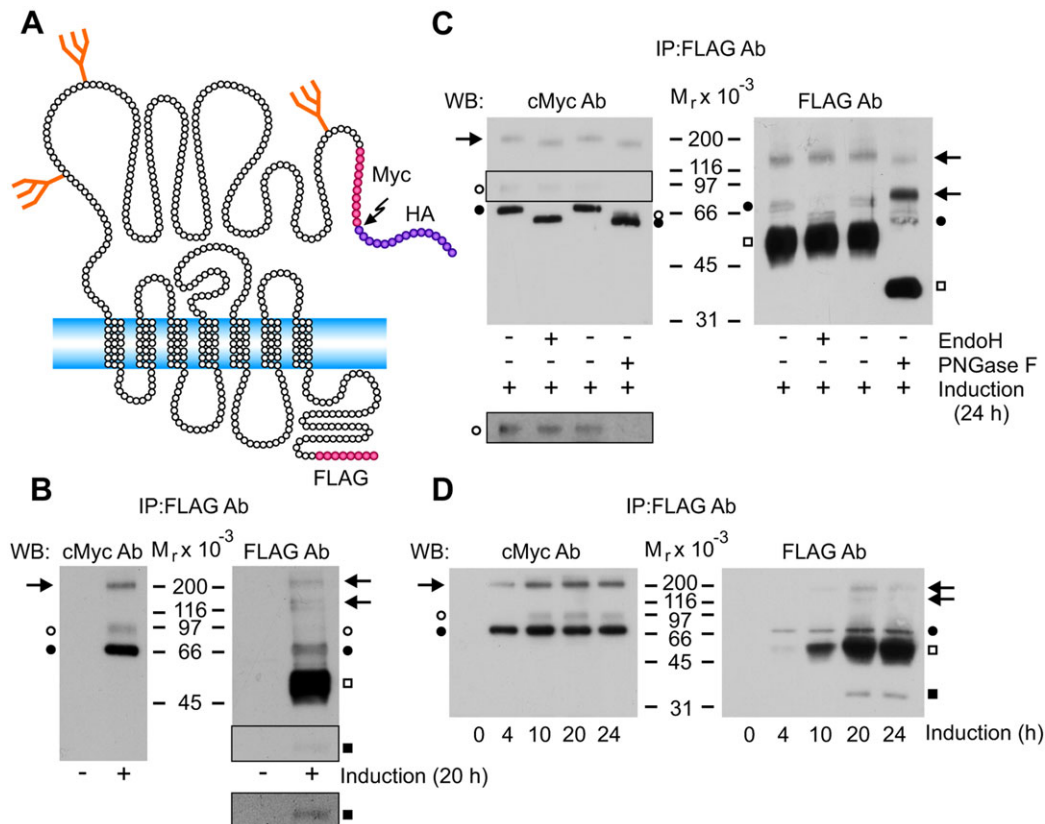 A
Myc
HA
FLAG
B
IP:FLAG Ab
WB: cMyc Ab Mr x 10-3 FLAG Ab
200
116
97
66
45
- + - + Induction (20 h)
C
IP:FLAG Ab
WB: cMyc Ab Mr x 10-3 FLAG Ab
200
116
97
66
45
31
- + - - - + - - EndoH
- - - + - - - + PNGase F
+ + + + + + + + Induction
(24 h)
D
IP:FLAG Ab
WB: cMyc Ab Mr x 10-3 FLAG Ab
200
116
97
66
45
31
0 4 10 20 24 0 4 10 20 24 Induction (h)